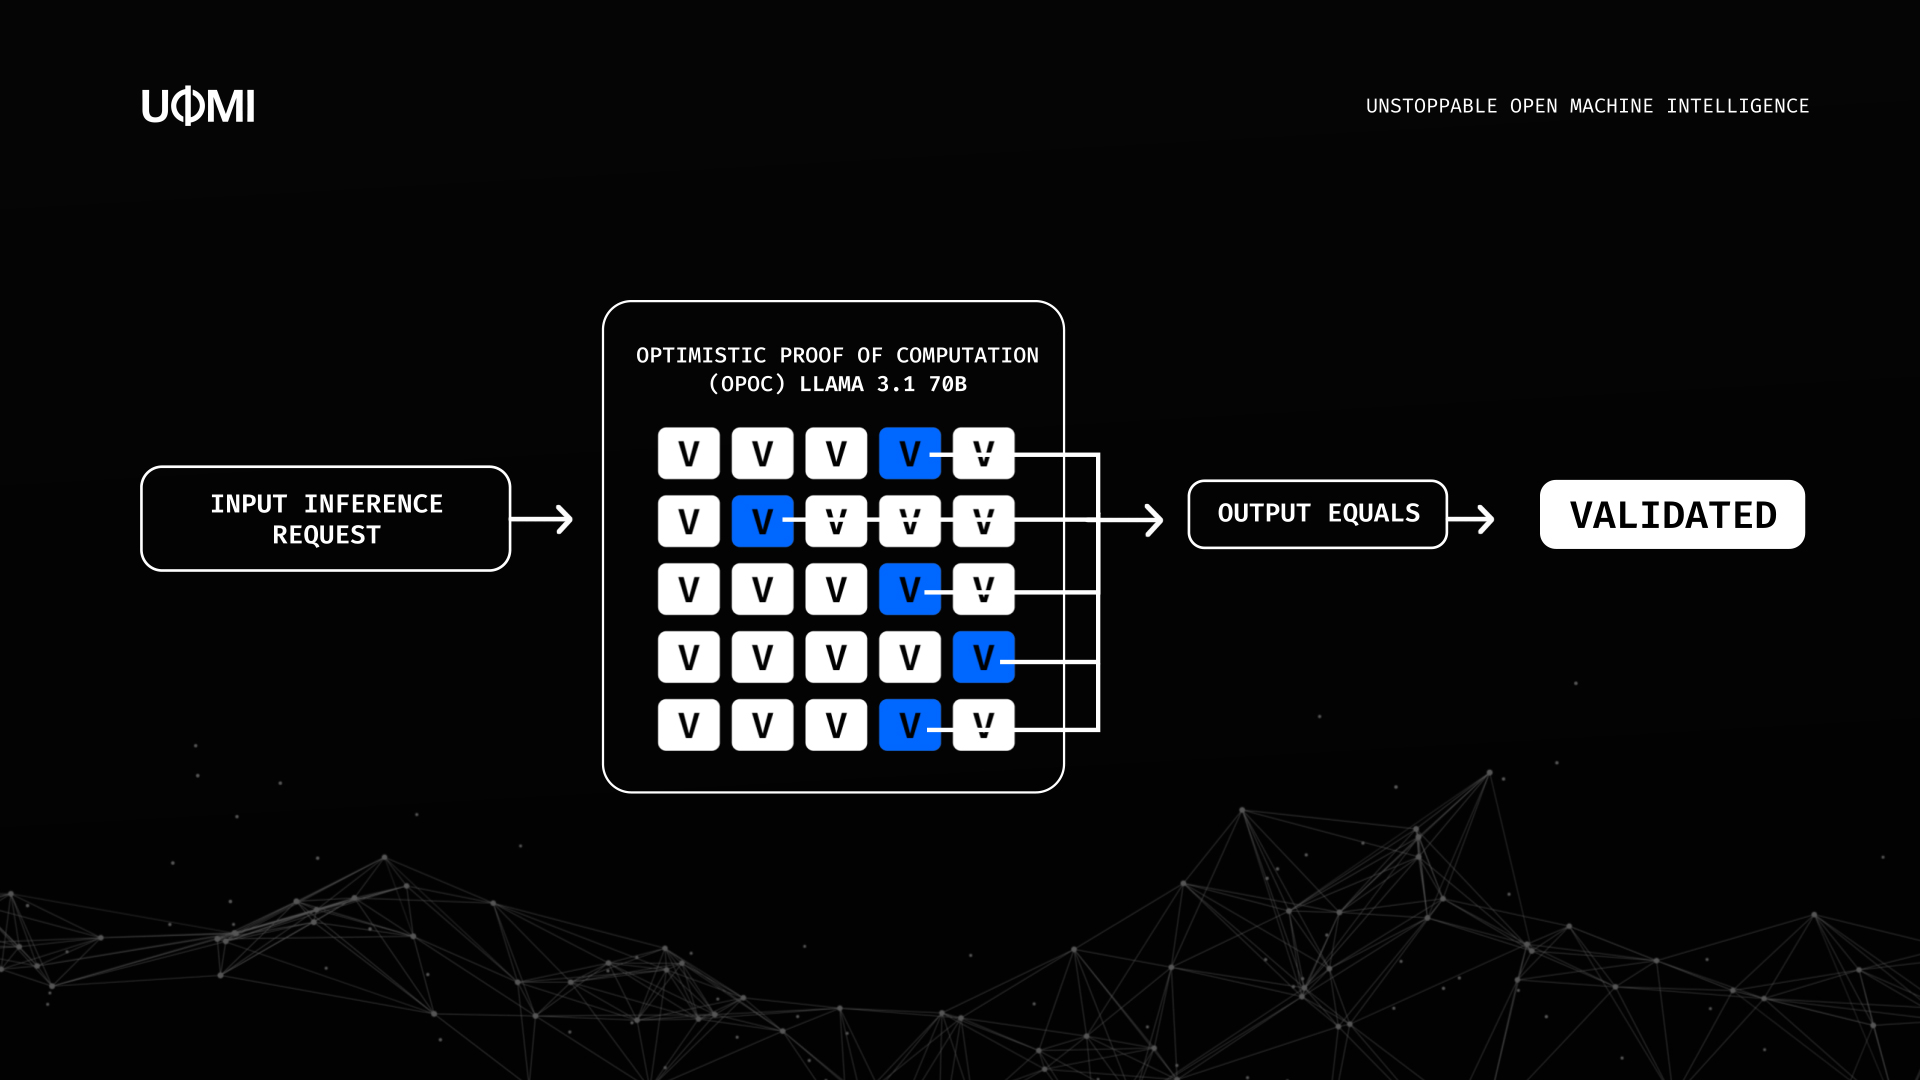 UOMI
UNSTOPPABLE OPEN MACHINE INTELLIGENCE
INPUT INFERENCE
REQUEST
OPTIMISTIC PROOF OF COMPUTATION
(OPOC) LLAMA 3.1 70B
V V V V V
V V V V V
V V V V V
V V V V V
V V V V V
OUTPUT EQUALS
VALIDATED